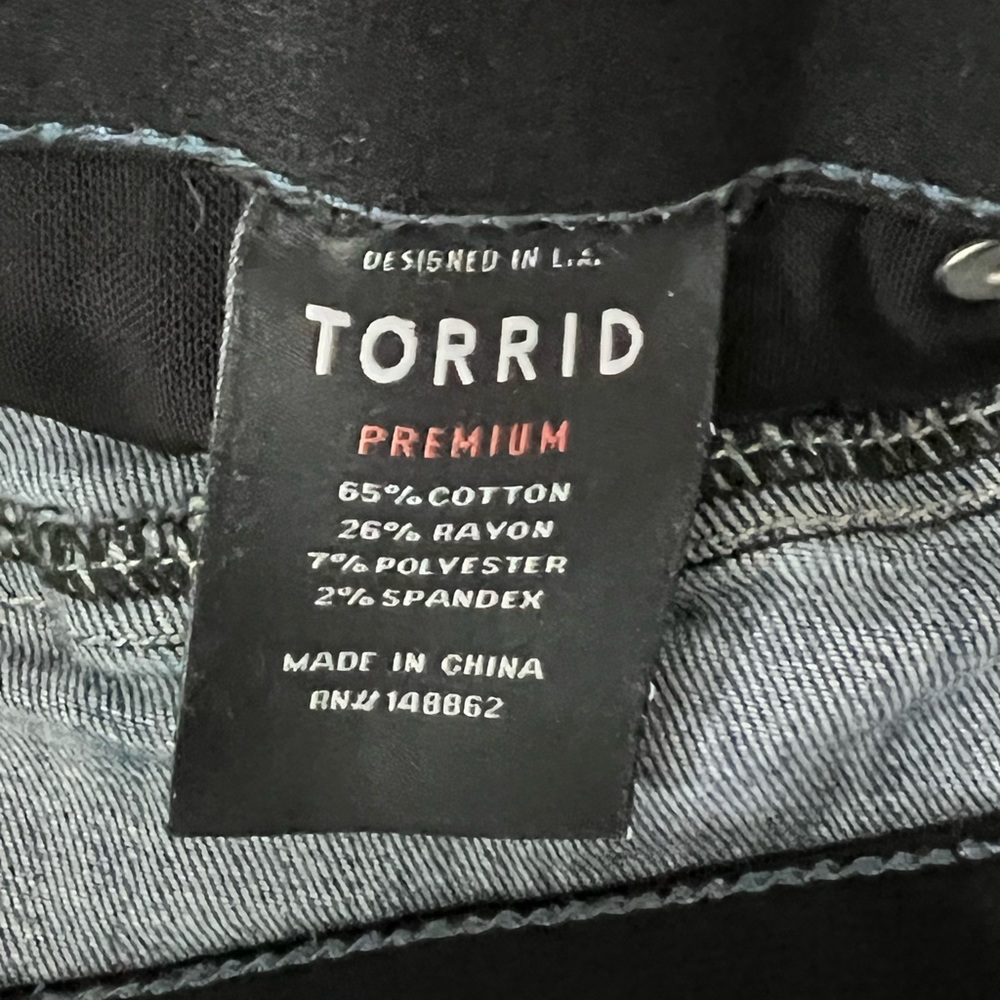 DESIGNED IN L.A.
TORRID
PREMIUM
65% COTTON
26% RAYON
7% POLYESTER
2% SPANDEX
MADE IN CHINA
RN# 148862